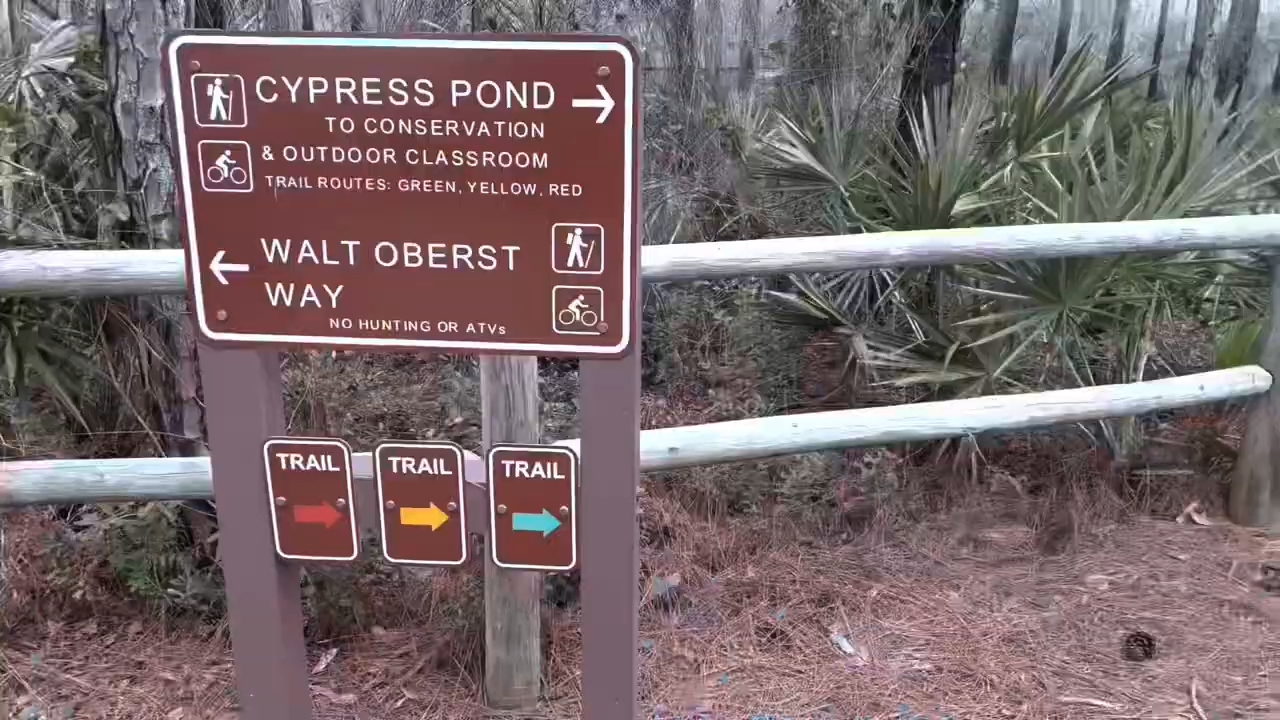 CYPRESS POND
TO CONSERVATION
& OUTDOOR CLASSROOM
TRAIL ROUTES: GREEN, YELLOW, RED
WALT OBERST
WAY
NO HUNTING OR ATVs
TRAIL
TRAIL
TRAIL